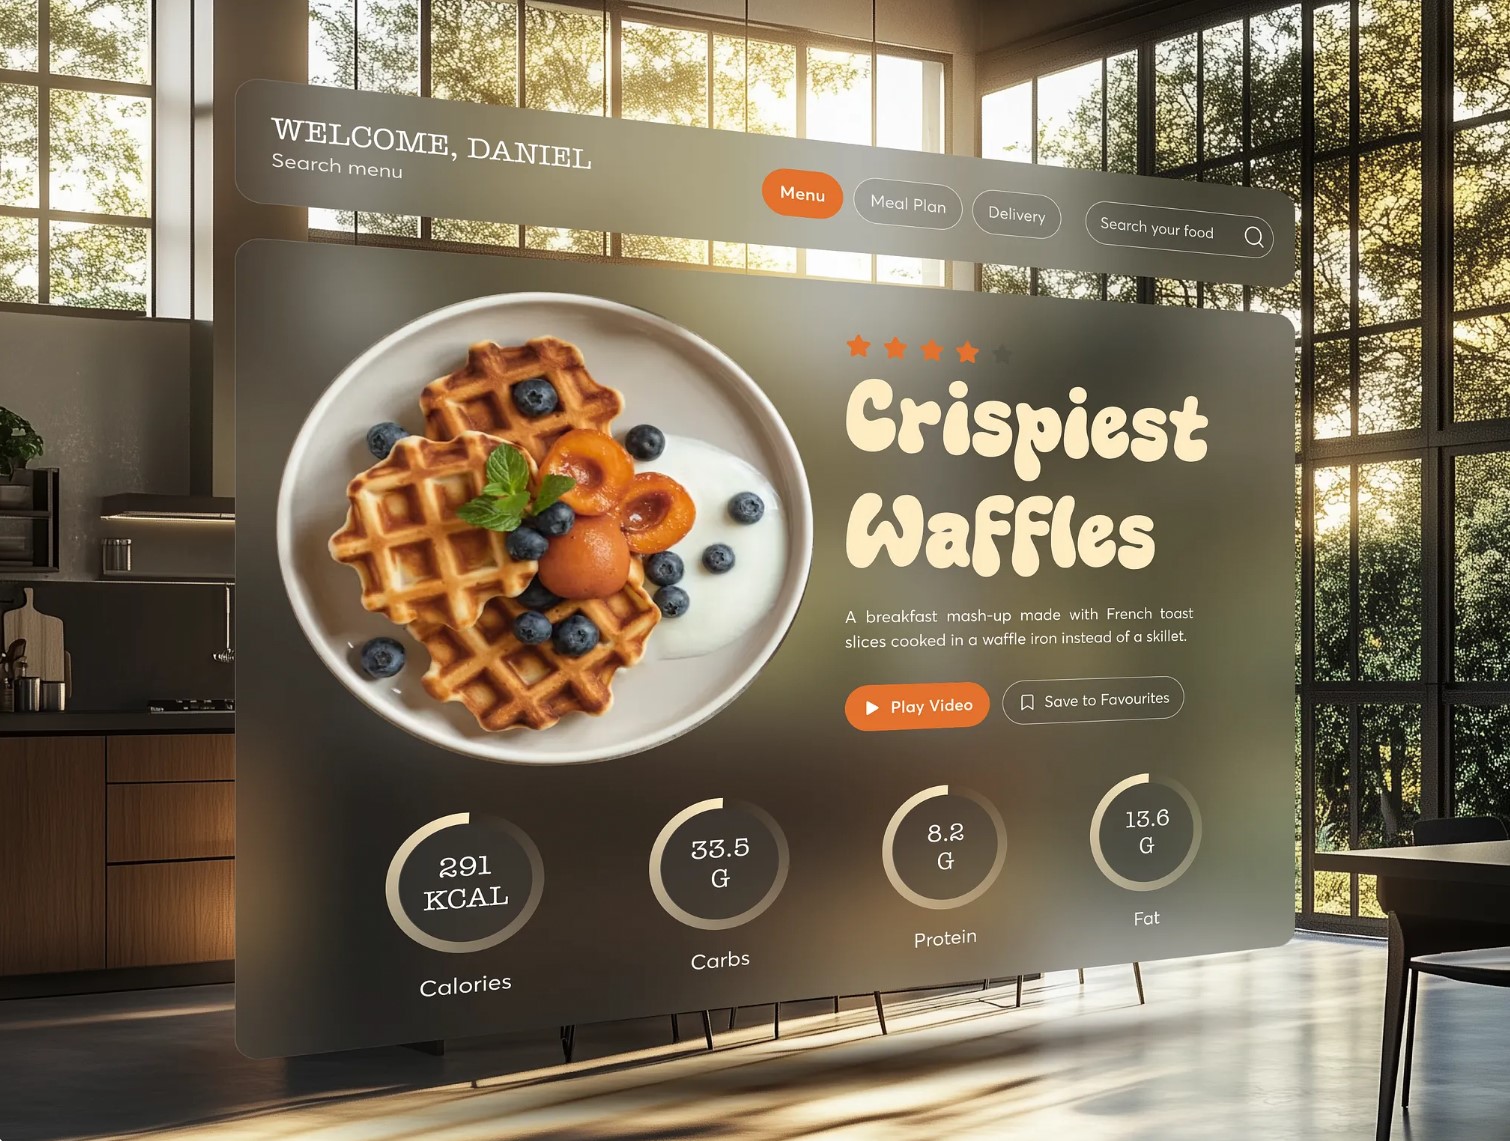 WELCOME, DANIEL
Search menu
Menu
Meal Plan
Delivery
Search your food
Crispiest
Waffles
A breakfast mash-up made with French toast
slices cooked in a waffle iron instead of a skillet.
Play Video
Save to Favourites
291
KCAL
Calories
33.5
G
Carbs
8.2
G
Protein
13.6
G
Fat